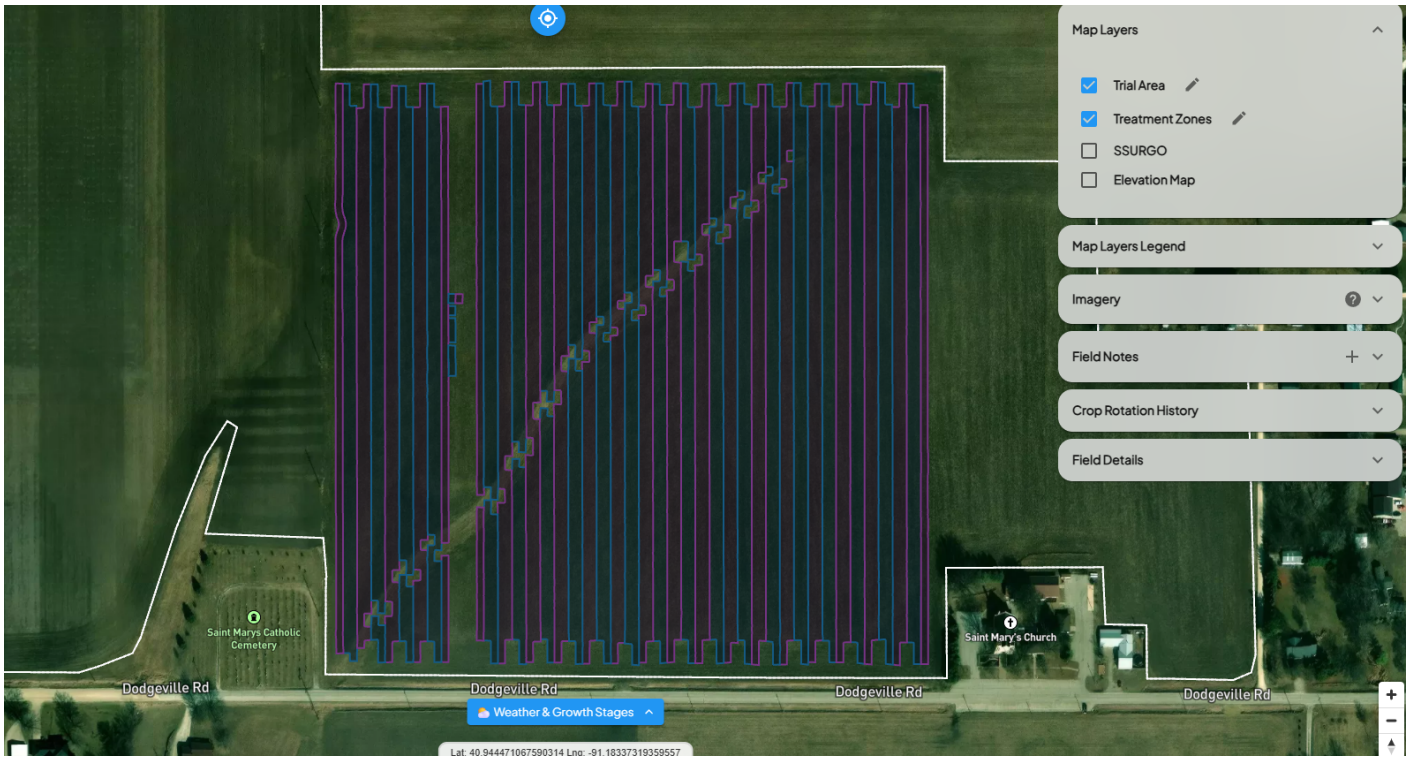 Map Layers
Trial Area
Treatment Zones
SSURGO
Elevation Map
Map Layers Legend
Imagery
?
Field Notes
Crop Rotation History
Field Details
Saint Marys Catholic
Cemetery
Saint Mary's Church
Dodgeville Rd
Dodgeville Rd
Dodgeville Rd
Dodgeville Rd
Weather & Growth Stages
Lat: 40.944471067590314 Lng: -91.18337319359557